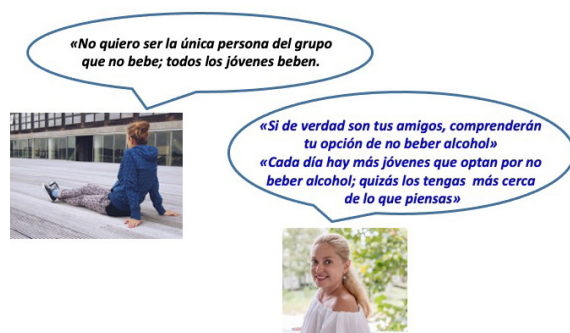 «No quiero ser la única persona del grupo
que no bebe; todos los jóvenes beben.
«Si de verdad son tus amigos, comprenderán
tu opción de no beber alcohol»
«Cada día hay más jóvenes que optan por no
beber alcohol; quizás los tengas más cerca
de lo que piensas»